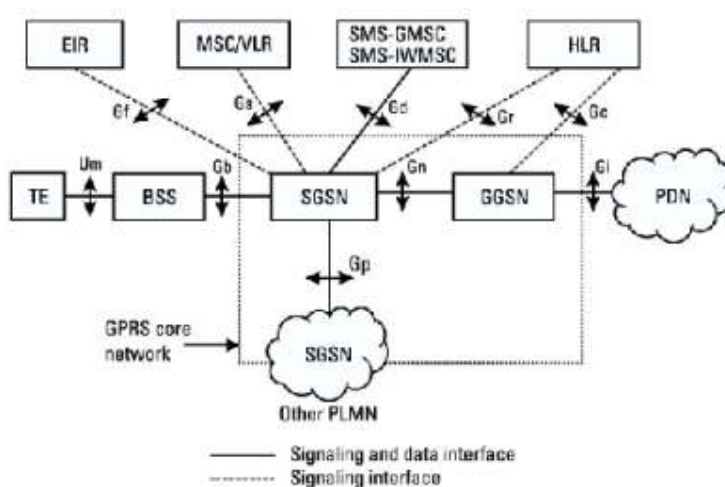 EIR
MSC/VLR
SMS-GMSC
SMS-IWMSC
HLR
Gf
Gs
Gd
Gr
Gc
Um
Gb
Gn
Gi
TE
BSS
SGSN
GGSN
PDN
Gp
GPRS core
network
SGSN
Other PLMN
Signaling and data interface
Signaling interface